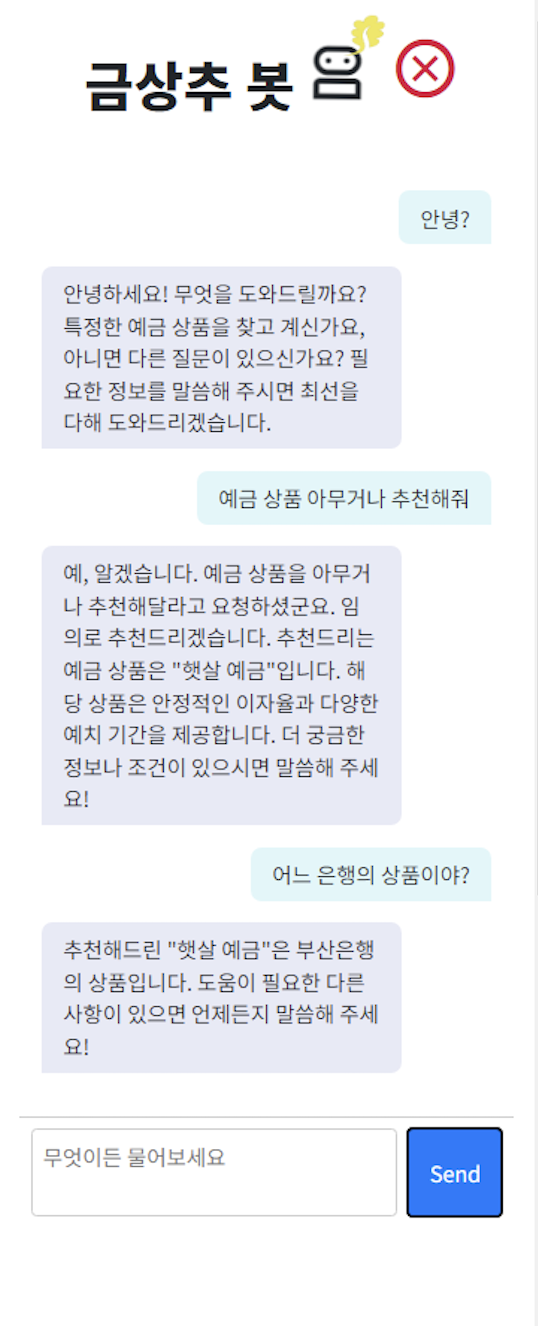 금상추 봇
안녕?
안녕하세요! 무엇을 도와드릴까요?
특정한 예금 상품을 찾고 계신가요,
아니면 다른 질문이 있으신가요? 필
요한 정보를 말씀해 주시면 최선을
다해 도와드리겠습니다.
예금 상품 아무거나 추천해줘
예, 알겠습니다. 예금 상품을 아무거
나 추천해달라고 요청하셨군요. 임
의로 추천드리겠습니다. 추천드리는
예금 상품은 "햇살 예금"입니다. 해
당 상품은 안정적인 이자율과 다양한
예치 기간을 제공합니다. 더 궁금한
정보나 조건이 있으시면 말씀해 주세
요!
어느 은행의 상품이야?
추천해드린 "햇살 예금"은 부산은행
의 상품입니다. 도움이 필요한 다른
사항이 있으면 언제든지 말씀해 주세
요!
무엇이든 물어보세요
Send